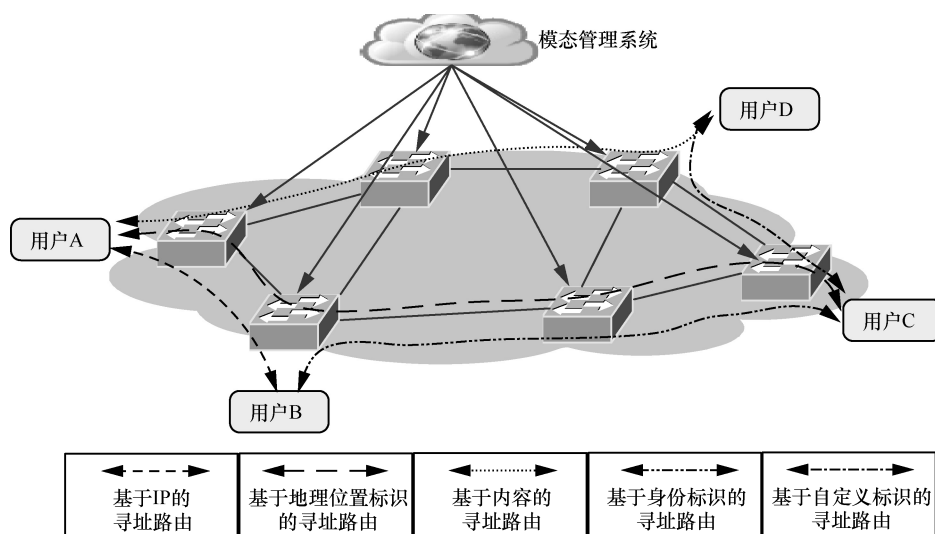 模态管理系统
用户D
用户A
用户C
用户B
基于IP的
寻址路由
基于地理位置标识
的寻址路由
基于内容的
寻址路由
基于身份标识的
寻址路由
基于自定义标识的
寻址路由